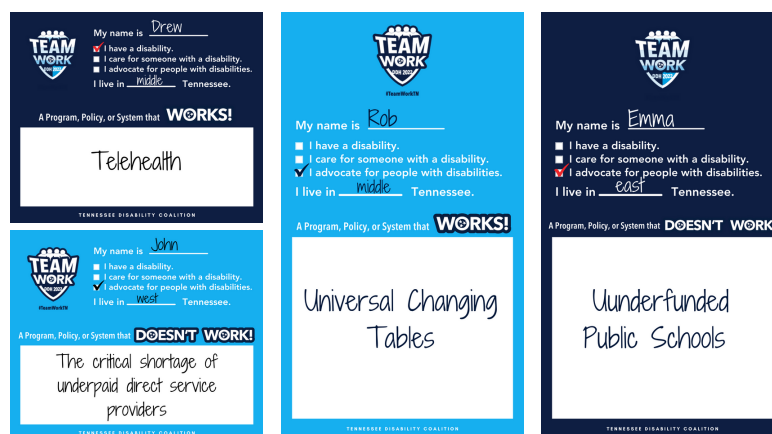 TEAM
WORK
DDH 2022
My name is Drew
I have a disability.
I care for someone with a disability.
I advocate for people with disabilities.
I live in middle Tennessee.
A Program, Policy, or System that WORKS!
Telehealth
TENNESSEE DISABILITY COALITION
TEAM
WORK
DDH 2022
#TeamWorkTN
My name is John
I have a disability.
I care for someone with a disability.
I advocate for people with disabilities.
I live in west Tennessee.
A Program, Policy, or System that DOESN'T WORK!
The critical shortage of
underpaid direct service
providers
TENNESSEE DISABILITY COALITION
TEAM
WORK
DDH 2022
#TeamWorkTN
My name is Rob
I have a disability.
I care for someone with a disability.
I advocate for people with disabilities.
I live in middle Tennessee.
A Program, Policy, or System that WORKS!
Universal Changing
Tables
TENNESSEE DISABILITY COALITION
TEAM
WORK
DDH 2022
My name is Emma
I have a disability.
I care for someone with a disability.
I advocate for people with disabilities.
I live in east Tennessee.
A Program, Policy, or System that DOESN'T WORK
Uunderfunded
Public Schools
TENNESSEE DISABILITY COALITION